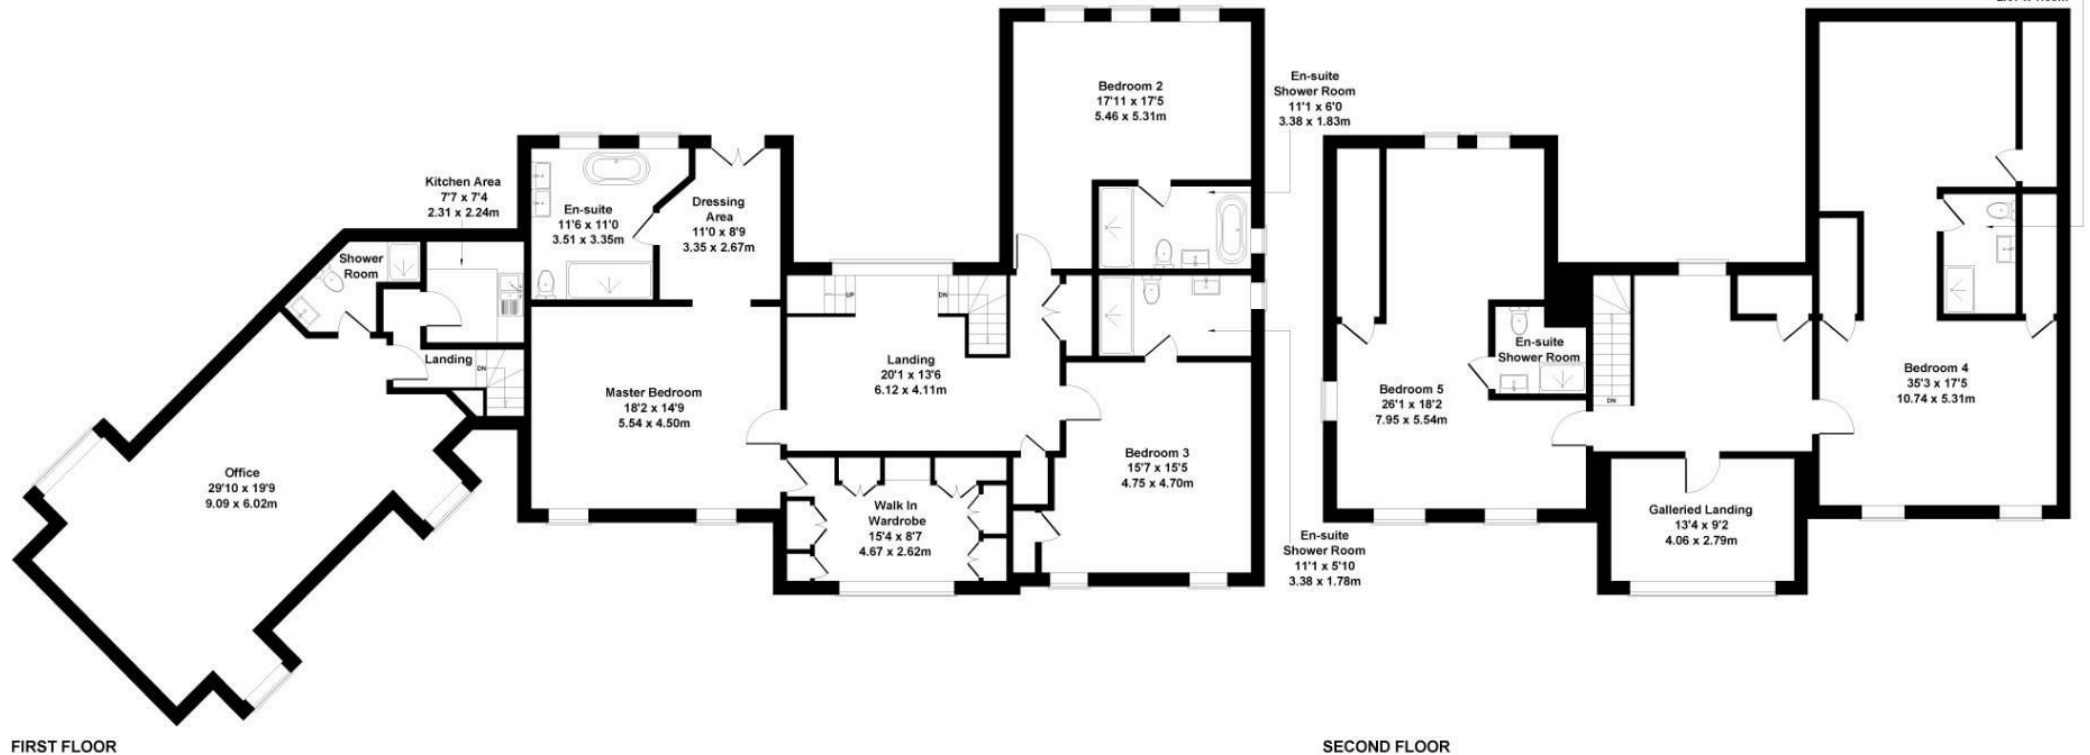 Bedroom 2
17'11 x 17'5
5.46 x 5.31m
En-suite
Shower Room
11'1 x 6'0
3.38 x 1.83m
Kitchen Area
7'7 x 7'4
2.31 x 2.24m
En-suite
11'6 x 11'0
3.51 x 3.35m
Dressing
Area
11'0 x 8'9
3.35 x 2.67m
Shower
Room
UP
DN
Landing
DN
Landing
20'1 x 13'6
6.12 x 4.11m
Master Bedroom
18'2 x 14'9
5.54 x 4.50m
Office
29'10 x 19'9
9.09 x 6.02m
Bedroom 3
15'7 x 15'5
4.75 x 4.70m
Walk In
Wardrobe
15'4 x 8'7
4.67 x 2.62m
En-suite
Shower Room
11'1 x 5'10
3.38 x 1.78m
FIRST FLOOR
En-suite
Shower Room
Bedroom 5
26'1 x 18'2
7.95 x 5.54m
DN
Bedroom 4
35'3 x 17'5
10.74 x 5.31m
Galleried Landing
13'4 x 9'2
4.06 x 2.79m
SECOND FLOOR